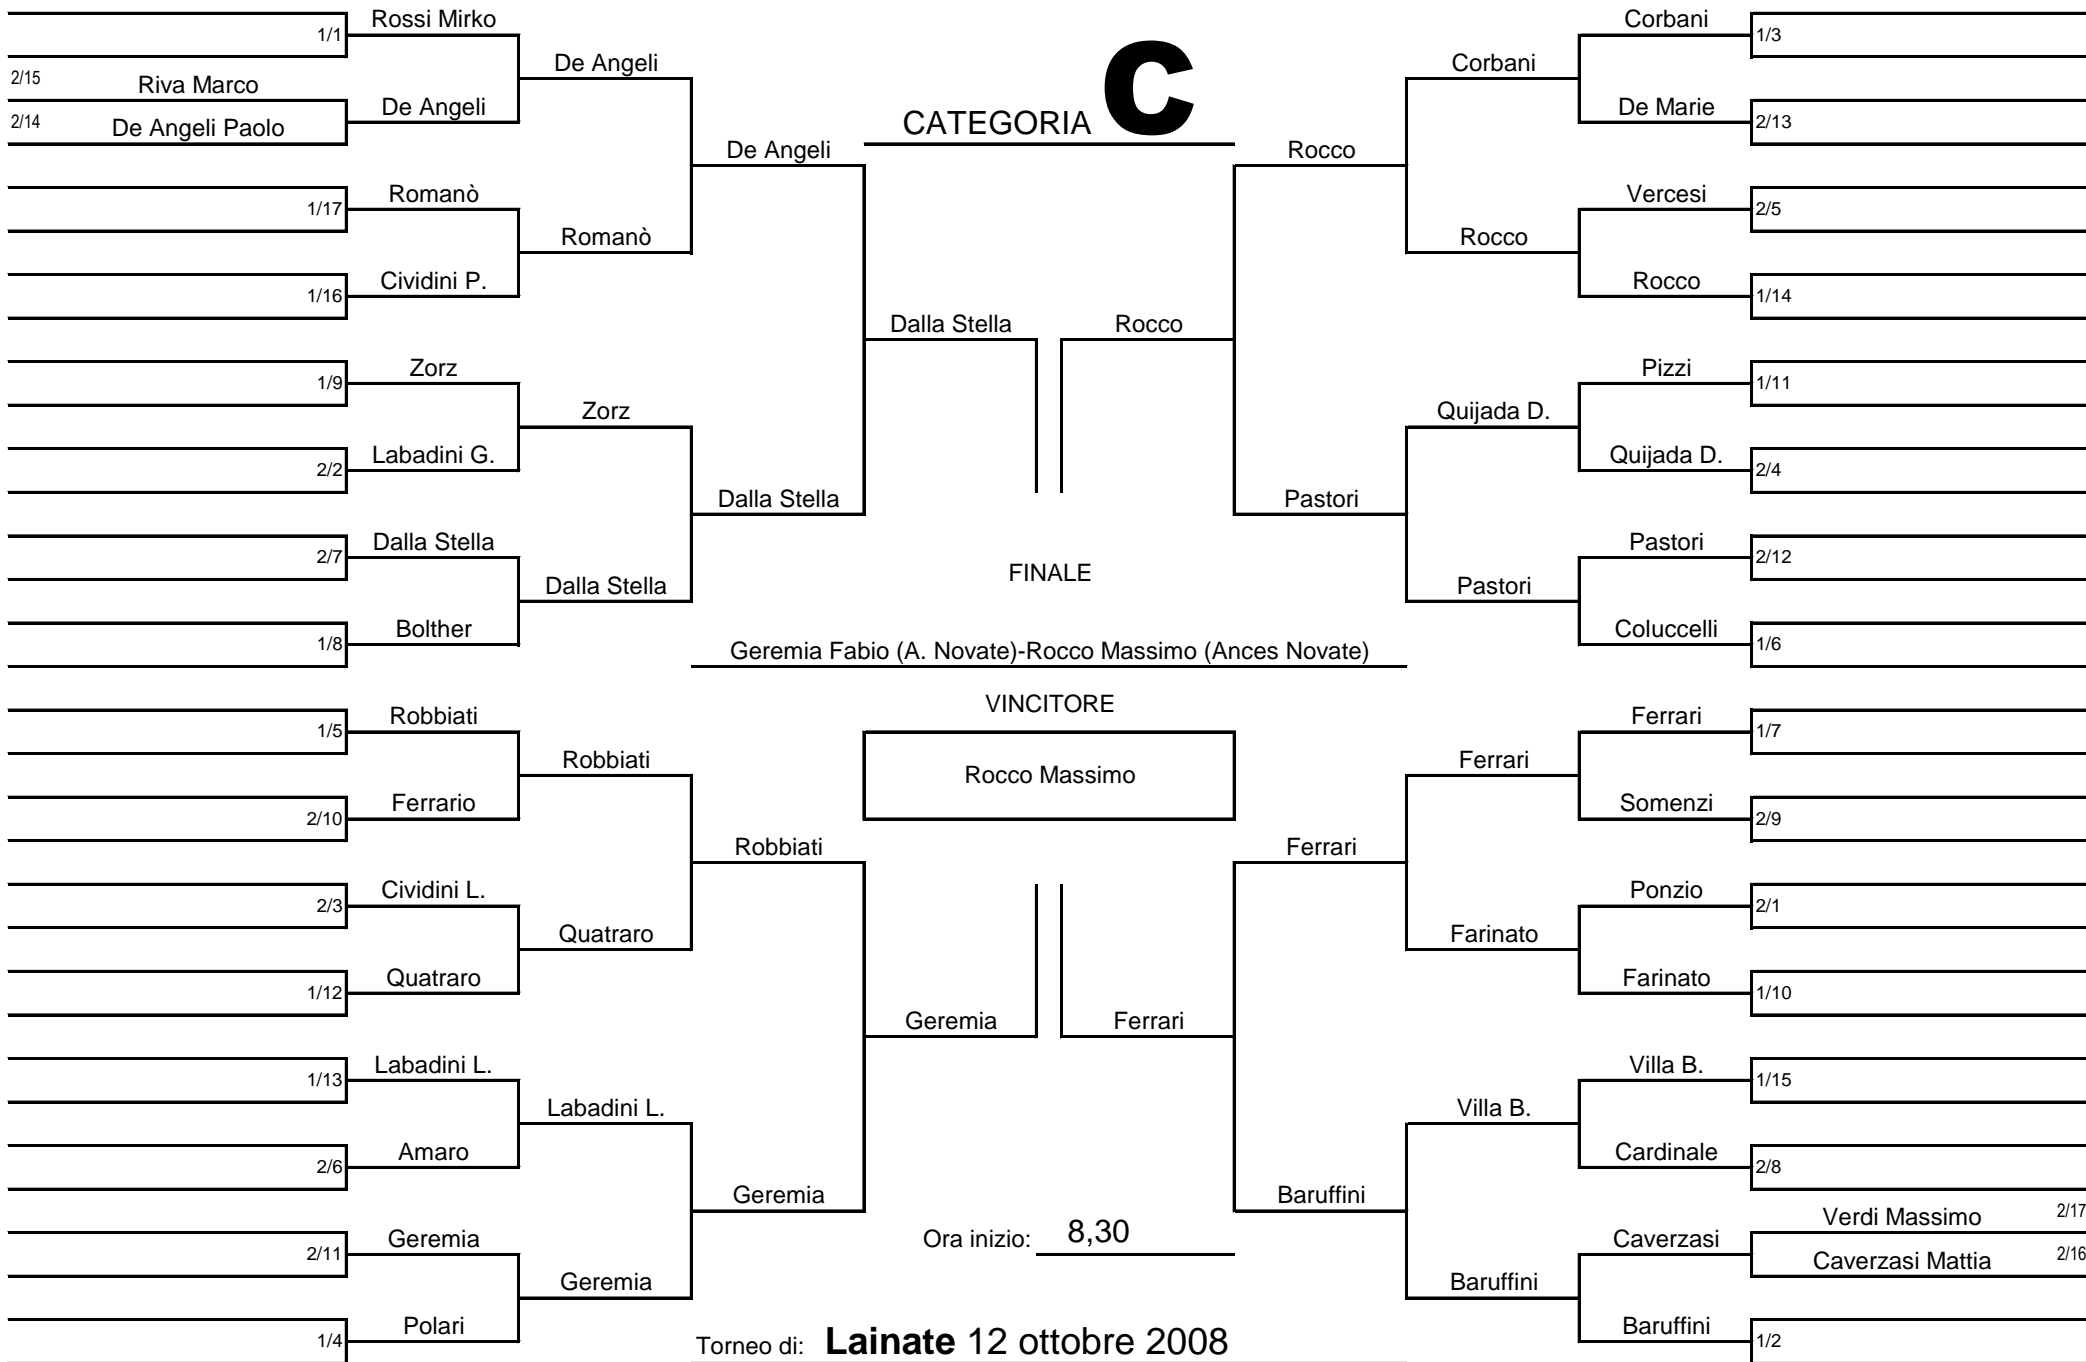 Rossi Mirko
1/1
De Angeli
2/15 Riva Marco
De Angeli
2/14 De Angeli Paolo
De Angeli
Romanò
1/17
Romanò
Cividini P.
1/16
Dalla Stella
Zorz
1/9
Zorz
Labadini G.
2/2
Dalla Stella
Dalla Stella
2/7
Dalla Stella
Bolther
1/8
Robbiati
1/5
Robbiati
Ferrario
2/10
Robbiati
Cividini L.
2/3
Quatraro
Quatraro
1/12
Geremia
Labadini L.
1/13
Labadini L.
Amaro
2/6
Geremia
Geremia
2/11
Geremia
Polari
1/4
CATEGORIA C
FINALE
Geremia Fabio (A. Novate)-Rocco Massimo (Ances Novate)
VINCITORE
Rocco Massimo
Ora inizio: 8,30
Torneo di: Lainate 12 ottobre 2008
Corbani
1/3
Corbani
De Marie
2/13
Rocco
Vercesi
2/5
Rocco
Rocco
1/14
Rocco
Pizzi
1/11
Quijada D.
Quijada D.
2/4
Pastori
Pastori
2/12
Pastori
Coluccelli
1/6
Ferrari
1/7
Ferrari
Somenzi
2/9
Ferrari
Ponzio
2/1
Farinato
Farinato
1/10
Ferrari
Villa B.
1/15
Villa B.
Cardinale
2/8
Baruffini
Verdi Massimo 2/17
Caverzasi
Caverzasi Mattia 2/16
Baruffini
Baruffini
1/2